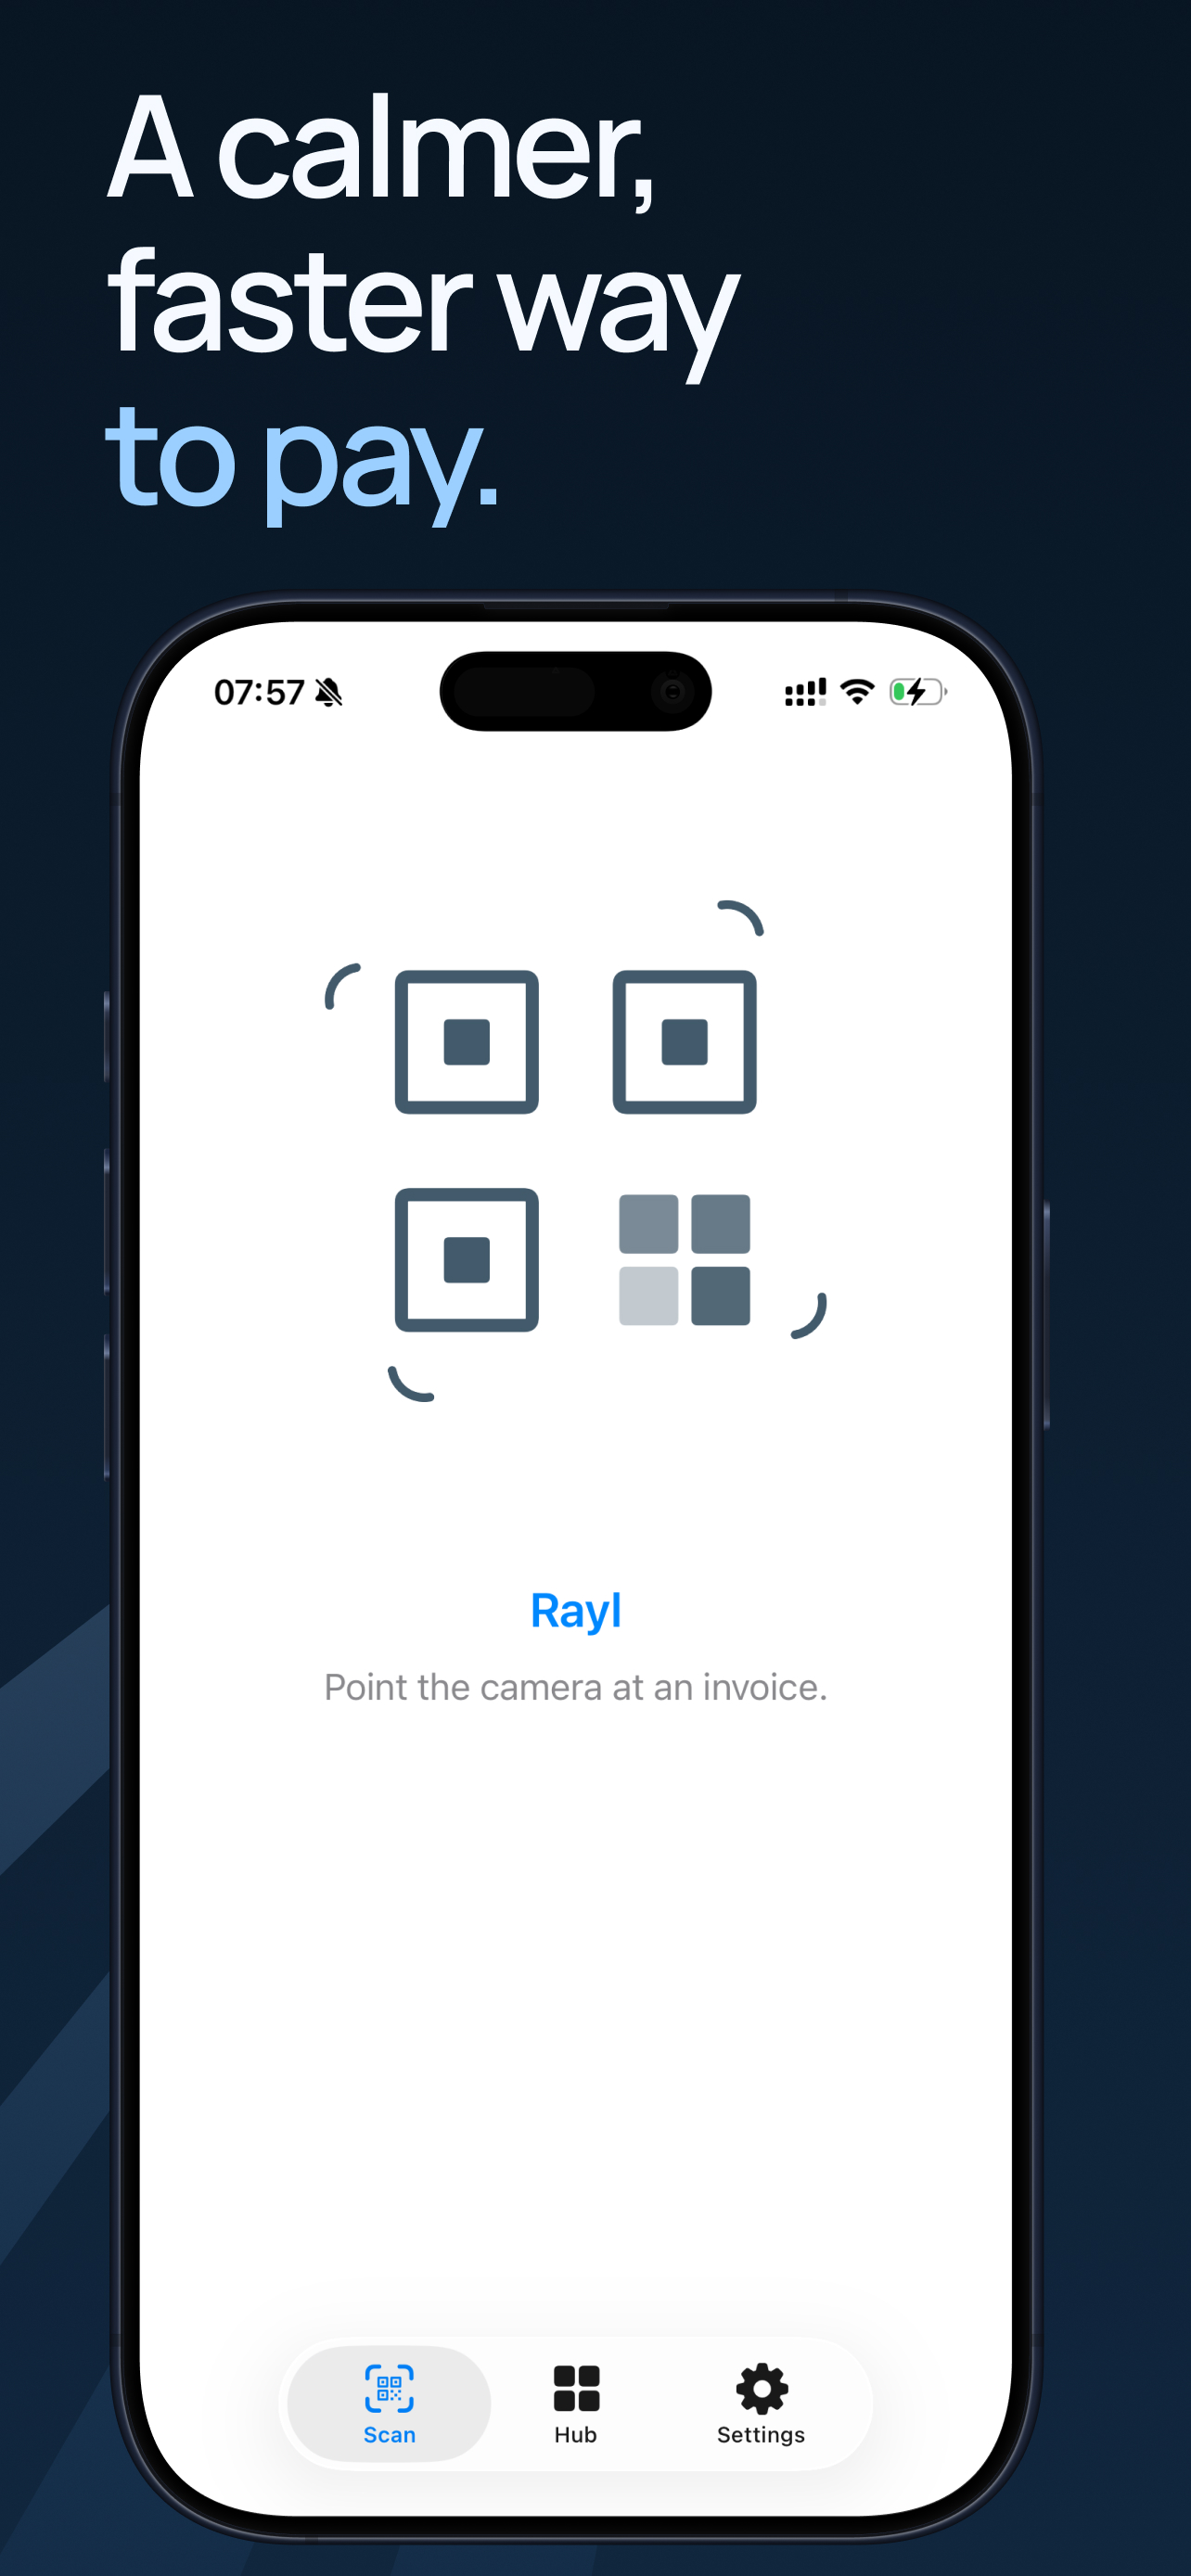 A calmer,
faster way
to pay.
07:57
Rayl
Point the camera at an invoice.
Scan
Hub
Settings